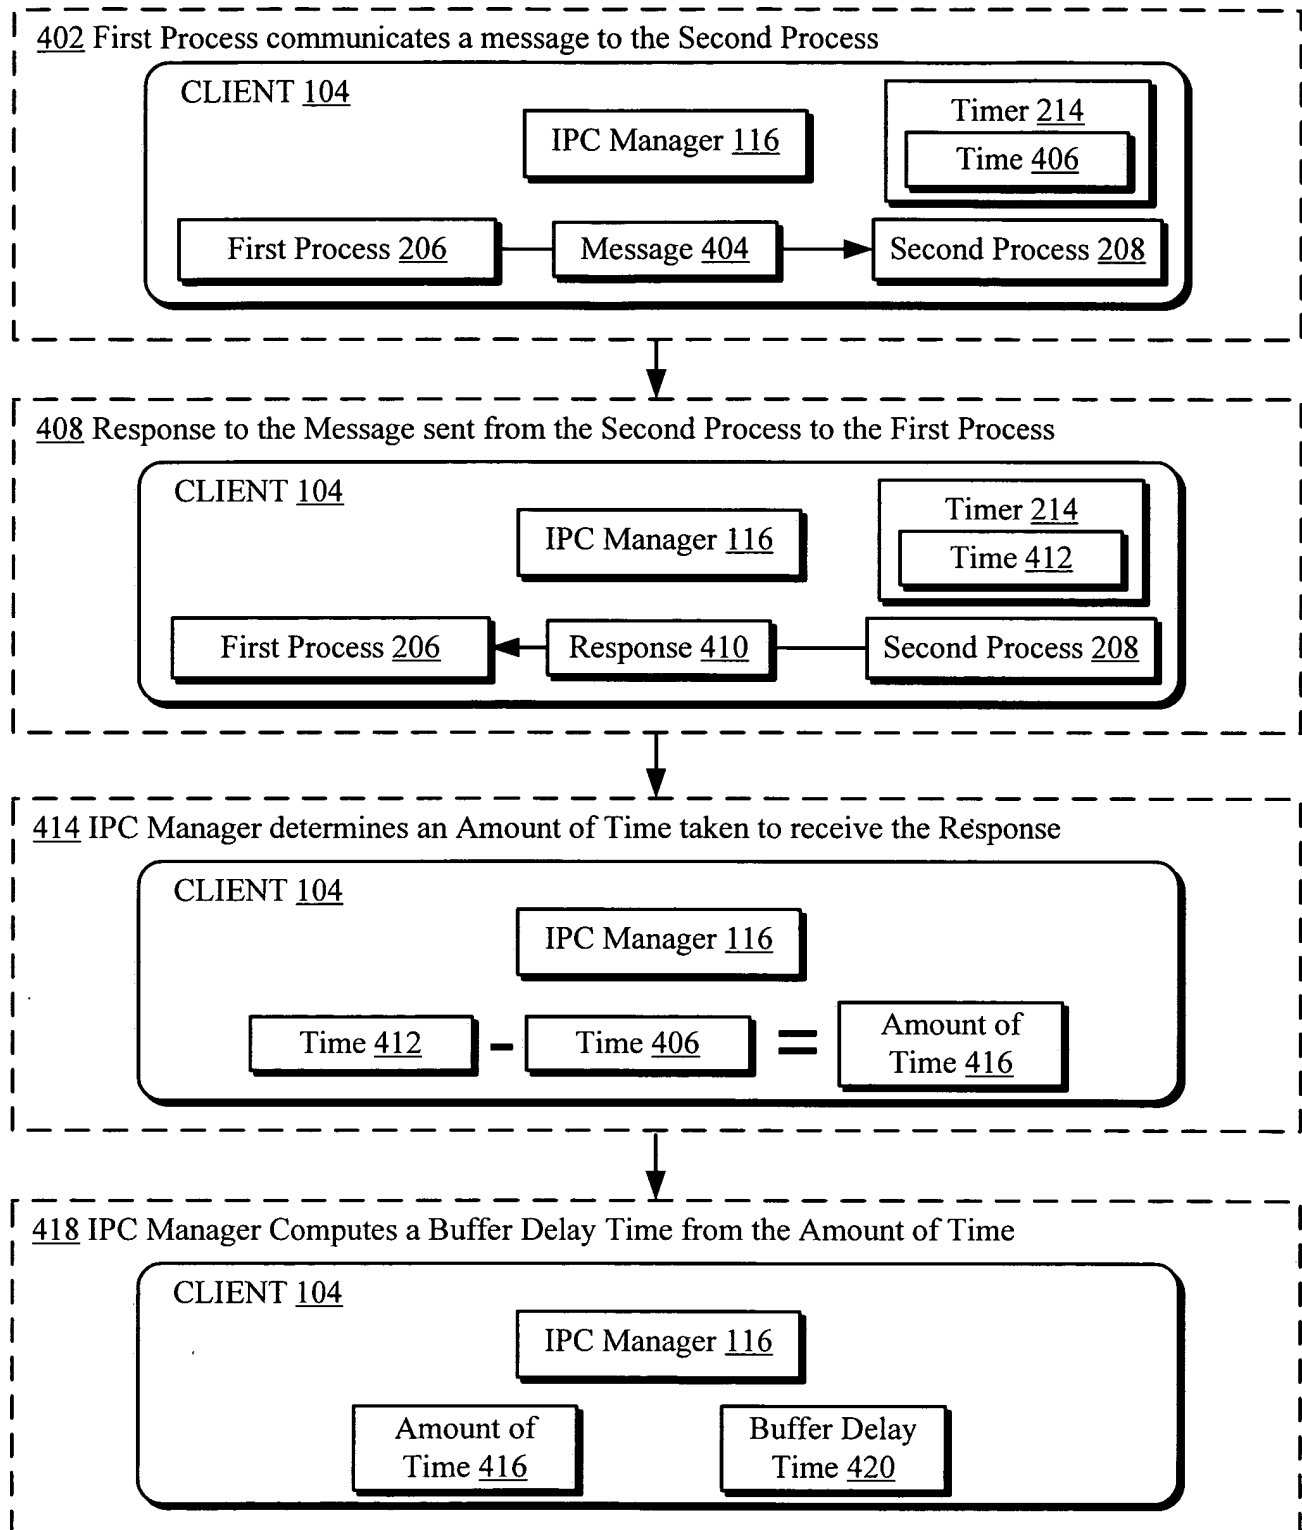 402 First Process communicates a message to the Second Process
CLIENT 104
IPC Manager 116
Timer 214
Time 406
First Process 206
Message 404
Second Process 208
408 Response to the Message sent from the Second Process to the First Process
CLIENT 104
IPC Manager 116
Timer 214
Time 412
First Process 206
Response 410
Second Process 208
414 IPC Manager determines an Amount of Time taken to receive the Response
CLIENT 104
IPC Manager 116
Time 412 - Time 406 = Amount of
Time 416
418 IPC Manager Computes a Buffer Delay Time from the Amount of Time
CLIENT 104
IPC Manager 116
Amount of
Time 416
Buffer Delay
Time 420